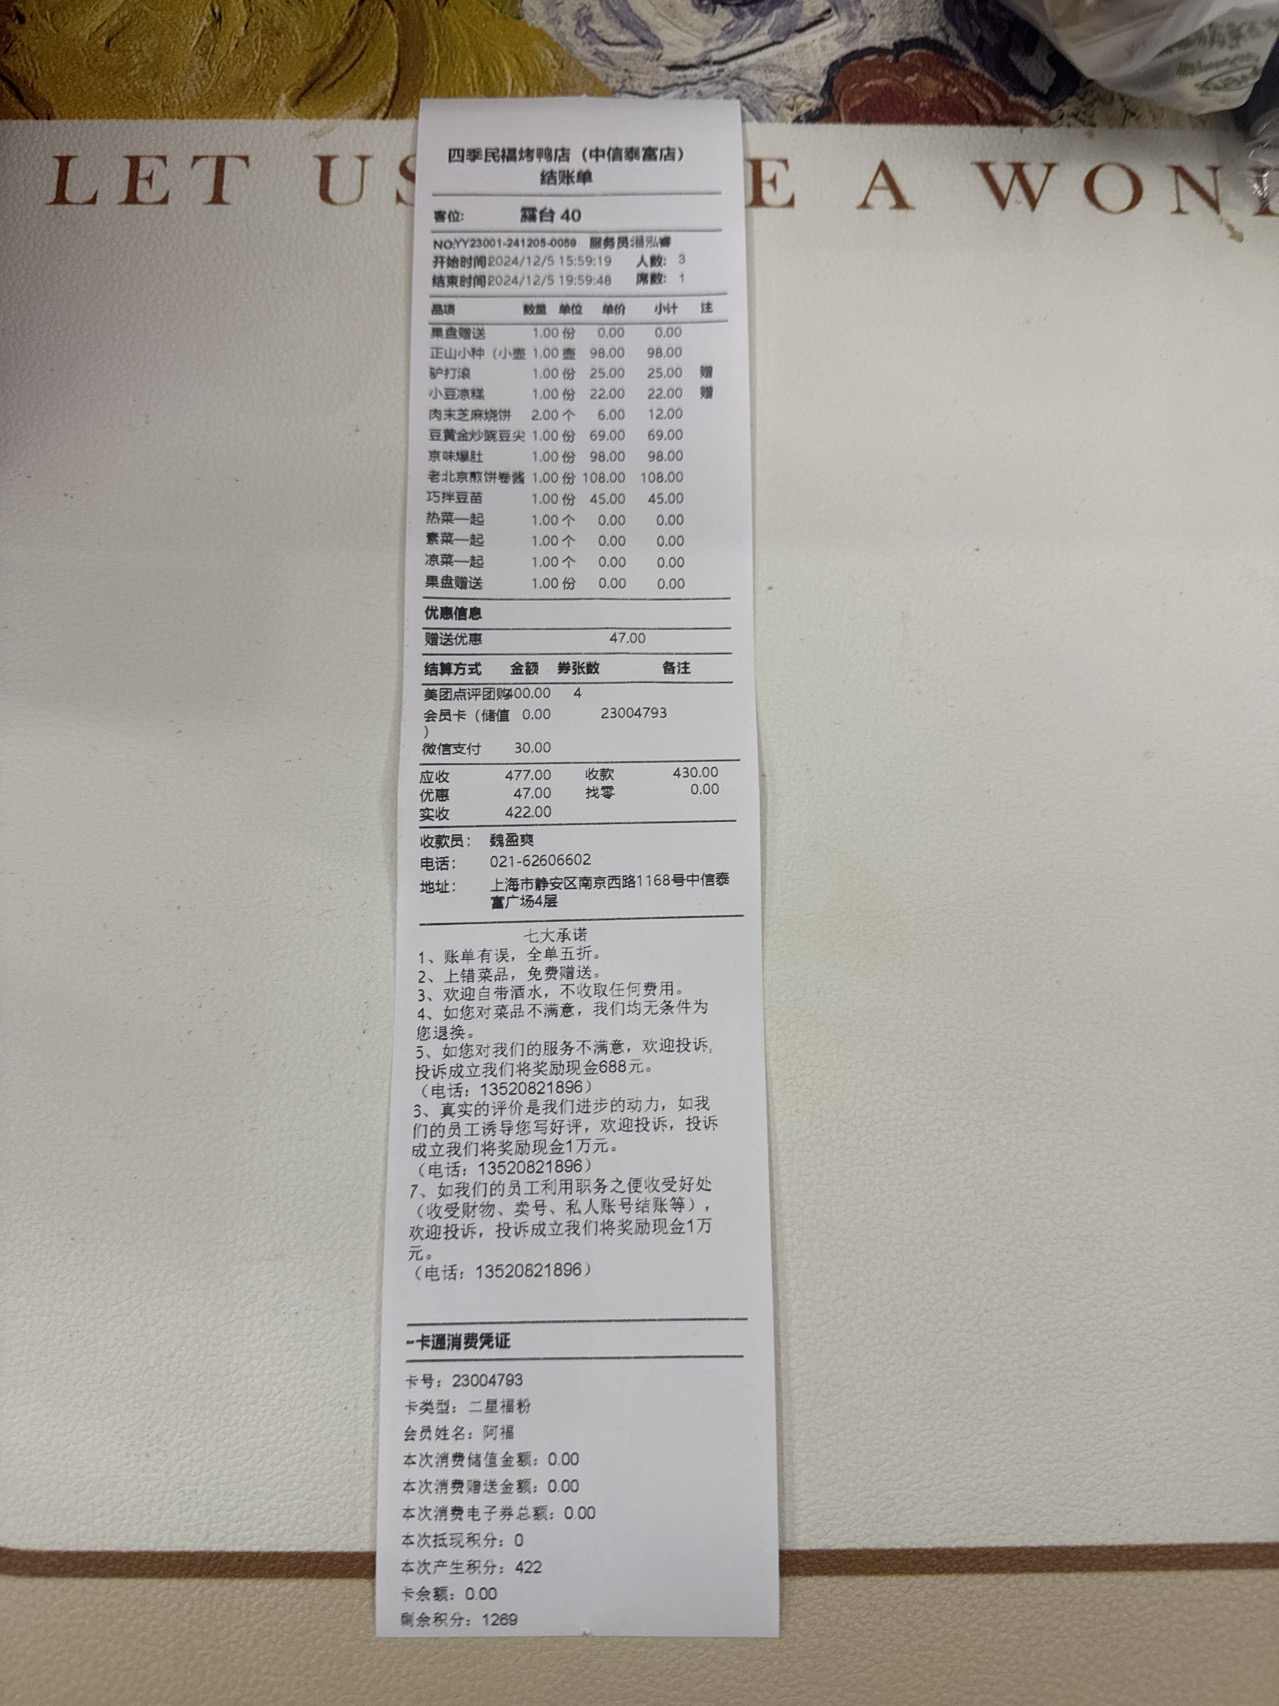 LET US E A WON
四季民福烤鸭店（中信泰富店）
结账单
客位: 露台 40
NO:YY23001-241205-0059 服务员:湛泓睿
开始时间2024/12/5 15:59:19 人数: 3
结束时间2024/12/5 19:59:48 席数: 1
品项 数量 单位 单价 小计 注
果盘赠送 1.00 份 0.00 0.00
正山小种（小壶 1.00 壶 98.00 98.00
驴打滚 1.00 份 25.00 25.00 赠
小豆凉糕 1.00 份 22.00 22.00 赠
肉末芝麻烧饼 2.00 个 6.00 12.00
豆黄金炒豌豆尖 1.00 份 69.00 69.00
京味爆肚 1.00 份 98.00 98.00
老北京煎饼卷酱 1.00 份 108.00 108.00
巧拌豆苗 1.00 份 45.00 45.00
热菜一起 1.00 个 0.00 0.00
素菜一起 1.00 个 0.00 0.00
凉菜一起 1.00 个 0.00 0.00
果盘赠送 1.00 份 0.00 0.00
优惠信息
赠送优惠 47.00
结算方式 金额 券张数 备注
美团点评团购400.00 4
会员卡（储值 0.00 23004793
）
微信支付 30.00
应收 477.00 收款 430.00
优惠 47.00 找零 0.00
实收 422.00
收款员: 魏盈爽
电话: 021-62606602
地址: 上海市静安区南京西路1168号中信泰
富广场4层
七大承诺
1、账单有误，全单五折。
2、上错菜品，免费赠送。
3、欢迎自带酒水，不收取任何费用。
4、如您对菜品不满意，我们均无条件为
您退换。
5、如您对我们的服务不满意，欢迎投诉,
投诉成立我们将奖励现金688元。
（电话：13520821896）
6、真实的评价是我们进步的动力，如我
们的员工诱导您写好评，欢迎投诉，投诉
成立我们将奖励现金1万元。
（电话：13520821896）
7、如我们的员工利用职务之便收受好处
（收受财物、卖号、私人账号结账等），
欢迎投诉，投诉成立我们将奖励现金1万
元。
（电话：13520821896）
一卡通消费凭证
卡号：23004793
卡类型：二星福粉
会员姓名：阿福
本次消费储值金额：0.00
本次消费赠送金额：0.00
本次消费电子券总额：0.00
本次抵现积分：0
本次产生积分：422
卡余额：0.00
剩余积分：1269